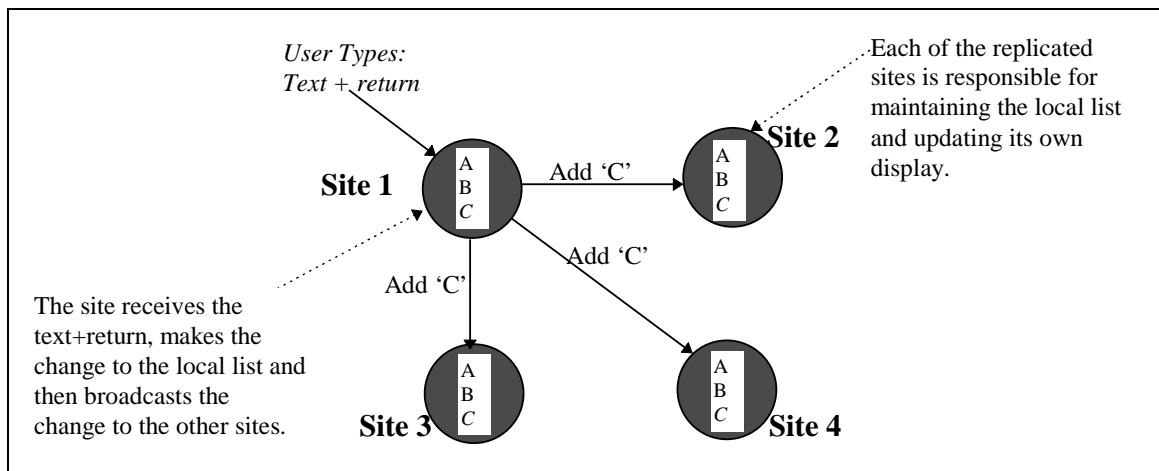 User Types:
Text + return
Each of the replicated
sites is responsible for
maintaining the local list
and updating its own
display.
Site 1
A
B
C
Add ‘C’
Site 2
A
B
C
Add ‘C’
Add ‘C’
The site receives the
text+return, makes the
change to the local list and
then broadcasts the
change to the other sites.
Site 3
A
B
C
Site 4
A
B
C